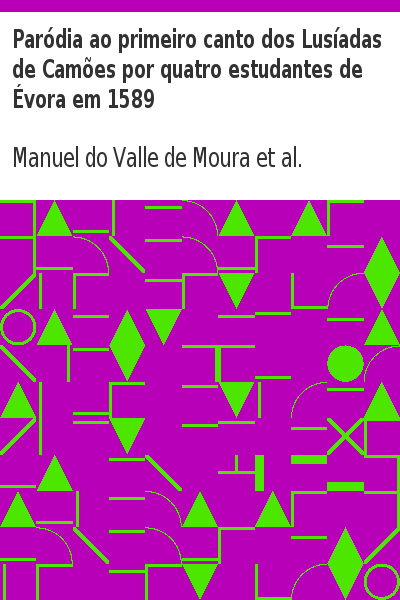 Paródia ao primeiro canto dos Lusíadas
de Camões por quatro estudantes de
Évora em 1589
Manuel do Valle de Moura et al.